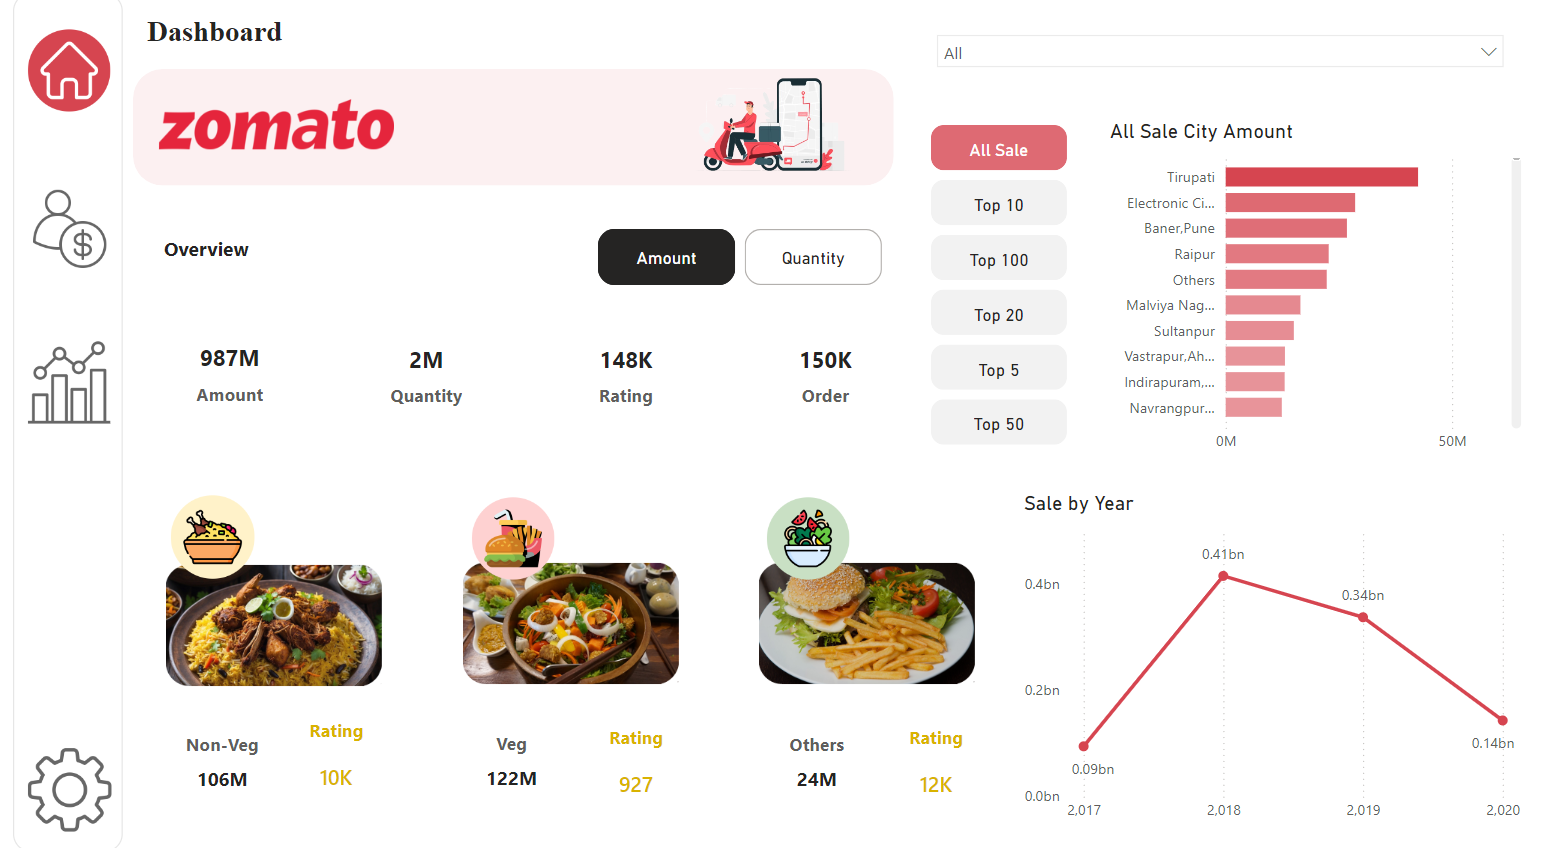 Dashboard
All
zomato
All Sale
Top 10
Top 100
Top 20
Top 5
Top 50
All Sale City Amount
Tirupati
Electronic Ci...
Baner,Pune
Raipur
Others
Malviya Nag...
Sultanpur
Vastrapur,Ah...
Indirapuram,...
Navrangpur...
0M
50M
Overview
Amount
Quantity
987M
Amount
2M
Quantity
148K
Rating
150K
Order
Non-Veg
106M
Rating
10K
Veg
122M
Rating
927
Others
24M
Rating
12K
Sale by Year
0.41bn
0.4bn
0.34bn
0.2bn
0.14bn
0.09bn
0.0bn
2,017
2,018
2,019
2,020